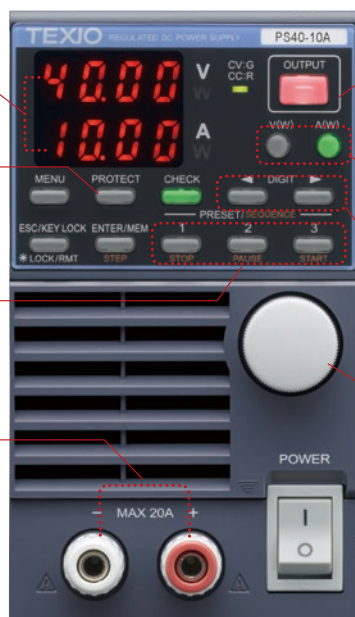 TEXIO REGULATED DC POWER SUPPLY PS40-10A
40.00 V W
CV:G
CC:R
OUTPUT
10.00 A W
V(W) A(W)
MENU PROTECT CHECK ◄ DIGIT ►
PRESET/SEQUENCE
ESC/KEY LOCK ENTER/MEM 1 2 3
✳LOCK/RMT STEP STOP PAUSE START
POWER
− MAX 20A +
I
O